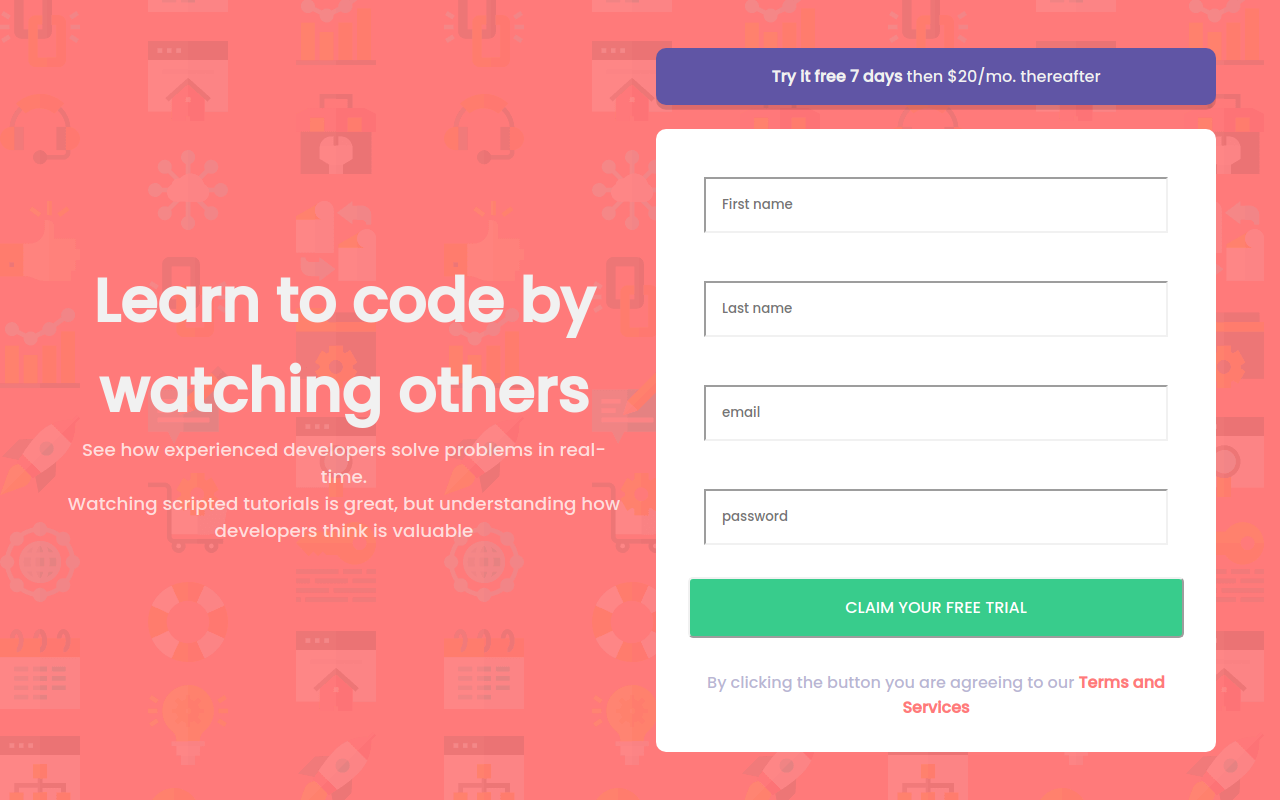 Learn to code by
watching others
See how experienced developers solve problems in real-
time.
Watching scripted tutorials is great, but understanding how
developers think is valuable
Try it free 7 days then $20/mo. thereafter
First name
Last name
email
password
CLAIM YOUR FREE TRIAL
By clicking the button you are agreeing to our Terms and
Services